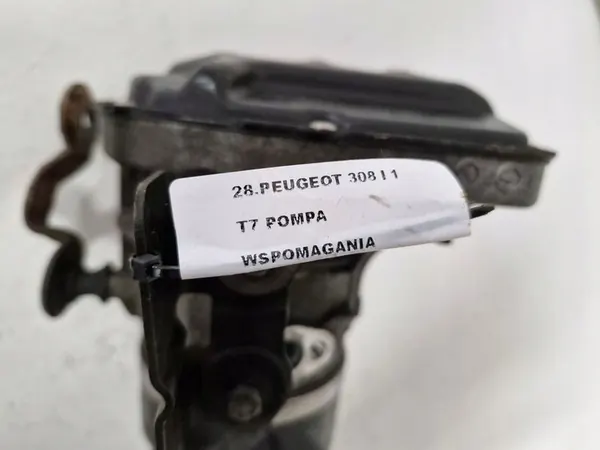 28.PEUGEOT 308 I 1
T7 POMPA
WSPOMAGANIA